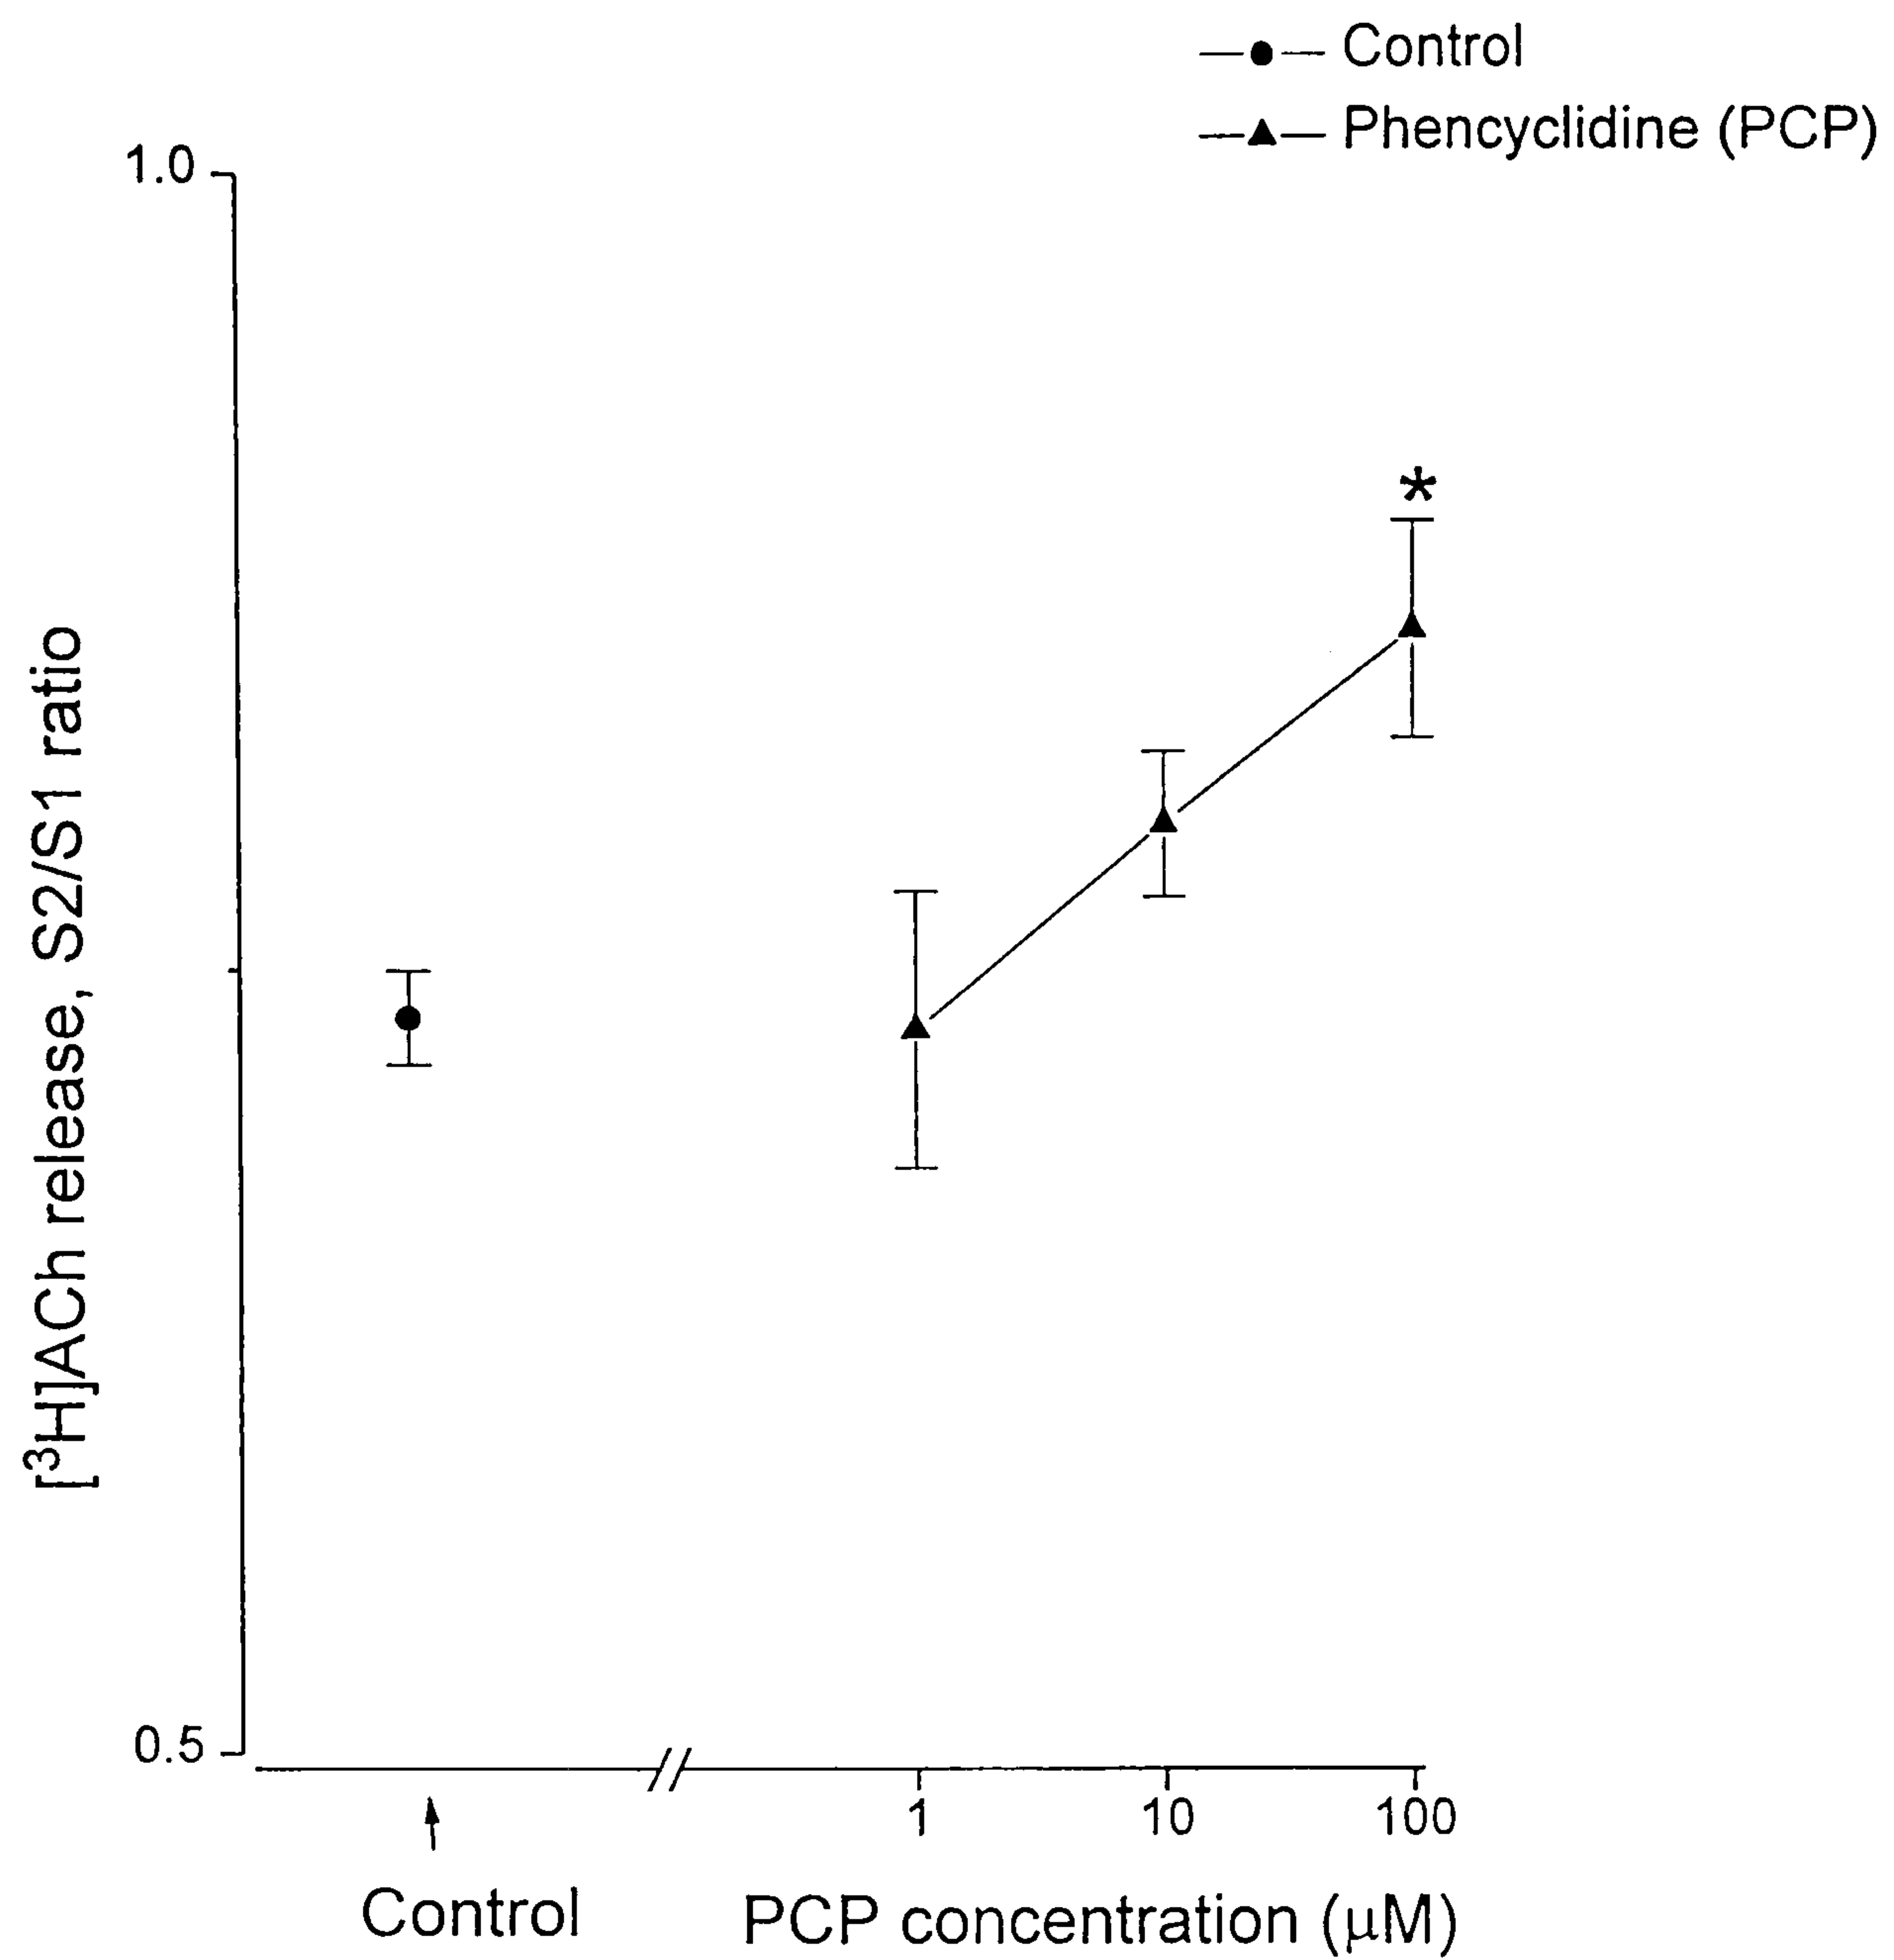 Control
Phencyclidine (PCP)
1.0
*
[³H]ACh release, S2/S1 ratio
0.5
1 10 100
Control PCP concentration (μM)